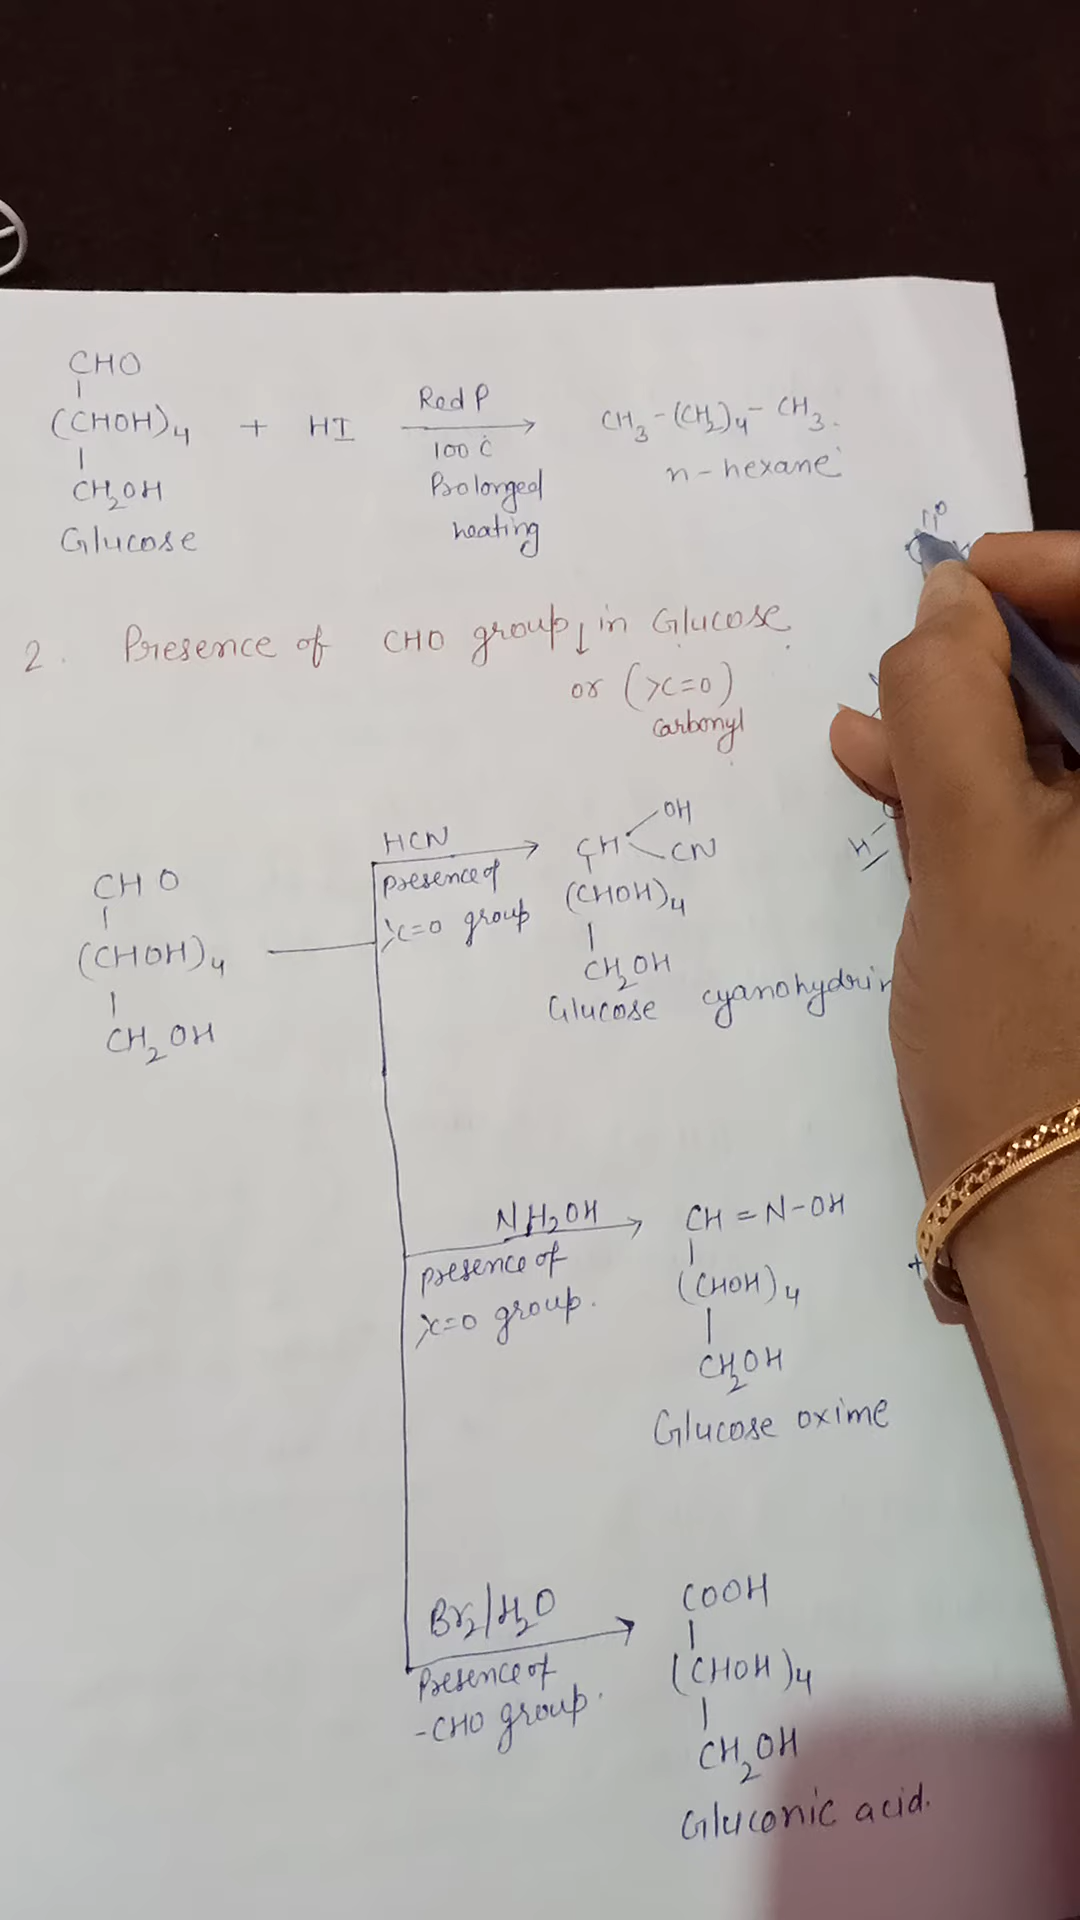 CHO
(CHOH)4 + HI Red P CH3-(CH2)4-CH3.
CH2OH 100°C n-hexane
Glucose Prolonged
heating
2. Presence of CHO group, in Glucose
or (>C=O)
carbonyl
HCN CH OH
CN
CHO presence of (CHOH)4
(CHOH)4 >C=O group CH2OH
CH2OH Glucose cyanohydrin
NH2OH CH=N-OH
presence of (CHOH)4
>C=O group. CH2OH
Glucose oxime
Br2/H2O COOH
Presence of (CHOH)4
-CHO group. CH2OH
Gluconic acid.